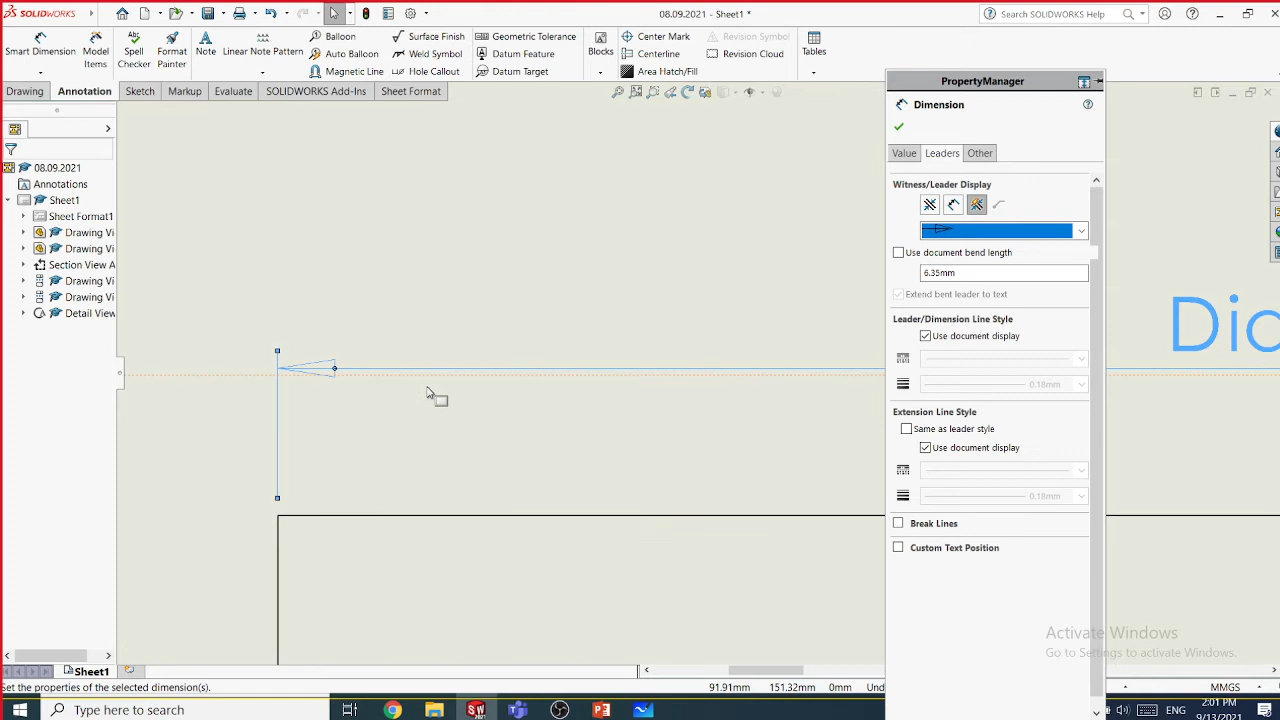 SOLIDWORKS
08.09.2021 - Sheet1 *
Search SOLIDWORKS Help
Smart Dimension
Model Items
Spell Checker
Format Painter
Note
Linear Note Pattern
Balloon
Auto Balloon
Magnetic Line
Surface Finish
Weld Symbol
Hole Callout
Geometric Tolerance
Datum Feature
Datum Target
Blocks
Center Mark
Centerline
Area Hatch/Fill
Revision Symbol
Revision Cloud
Tables
Drawing
Annotation
Sketch
Markup
Evaluate
SOLIDWORKS Add-Ins
Sheet Format
08.09.2021
Annotations
Sheet1
Sheet Format1
Drawing Vi
Drawing Vi
Section View A
Drawing Vi
Drawing Vi
Detail View
PropertyManager
Dimension
Value
Leaders
Other
Witness/Leader Display
Use document bend length
6.35mm
Extend bent leader to text
Leader/Dimension Line Style
Use document display
0.18mm
Extension Line Style
Same as leader style
Use document display
0.18mm
Break Lines
Custom Text Position
Dio
Activate Windows
Go to Settings to activate Windows.
Sheet1
Set the properties of the selected dimension(s).
91.91mm
151.32mm
0mm
Und
MMGS
Type here to search
ENG
2:01 PM
9/13/2021